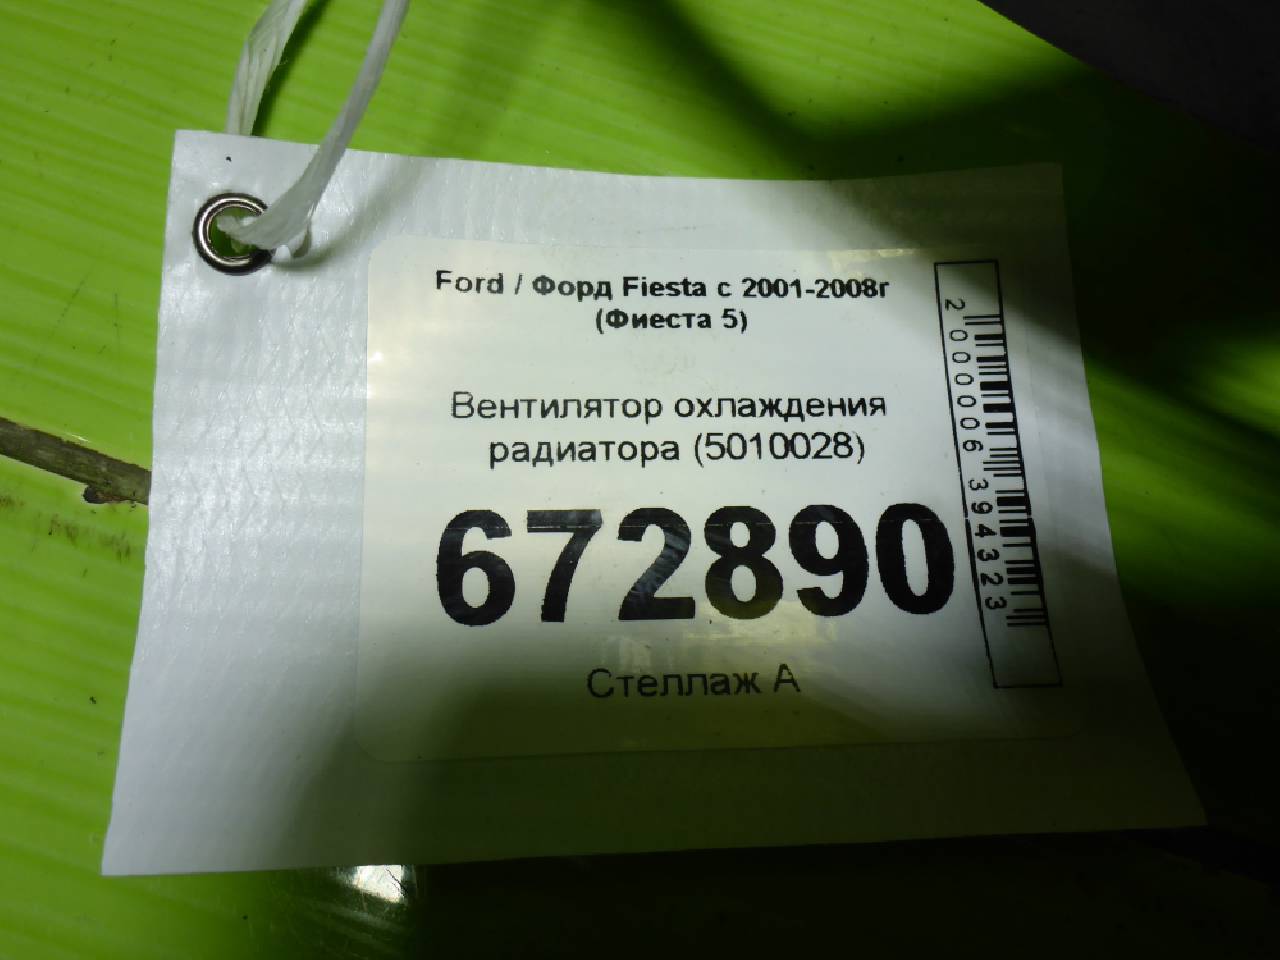 Ford / Форд Fiesta с 2001-2008г
(Фиеста 5)
Вентилятор охлаждения
радиатора (5010028)
672890
Стеллаж А
2000006394323